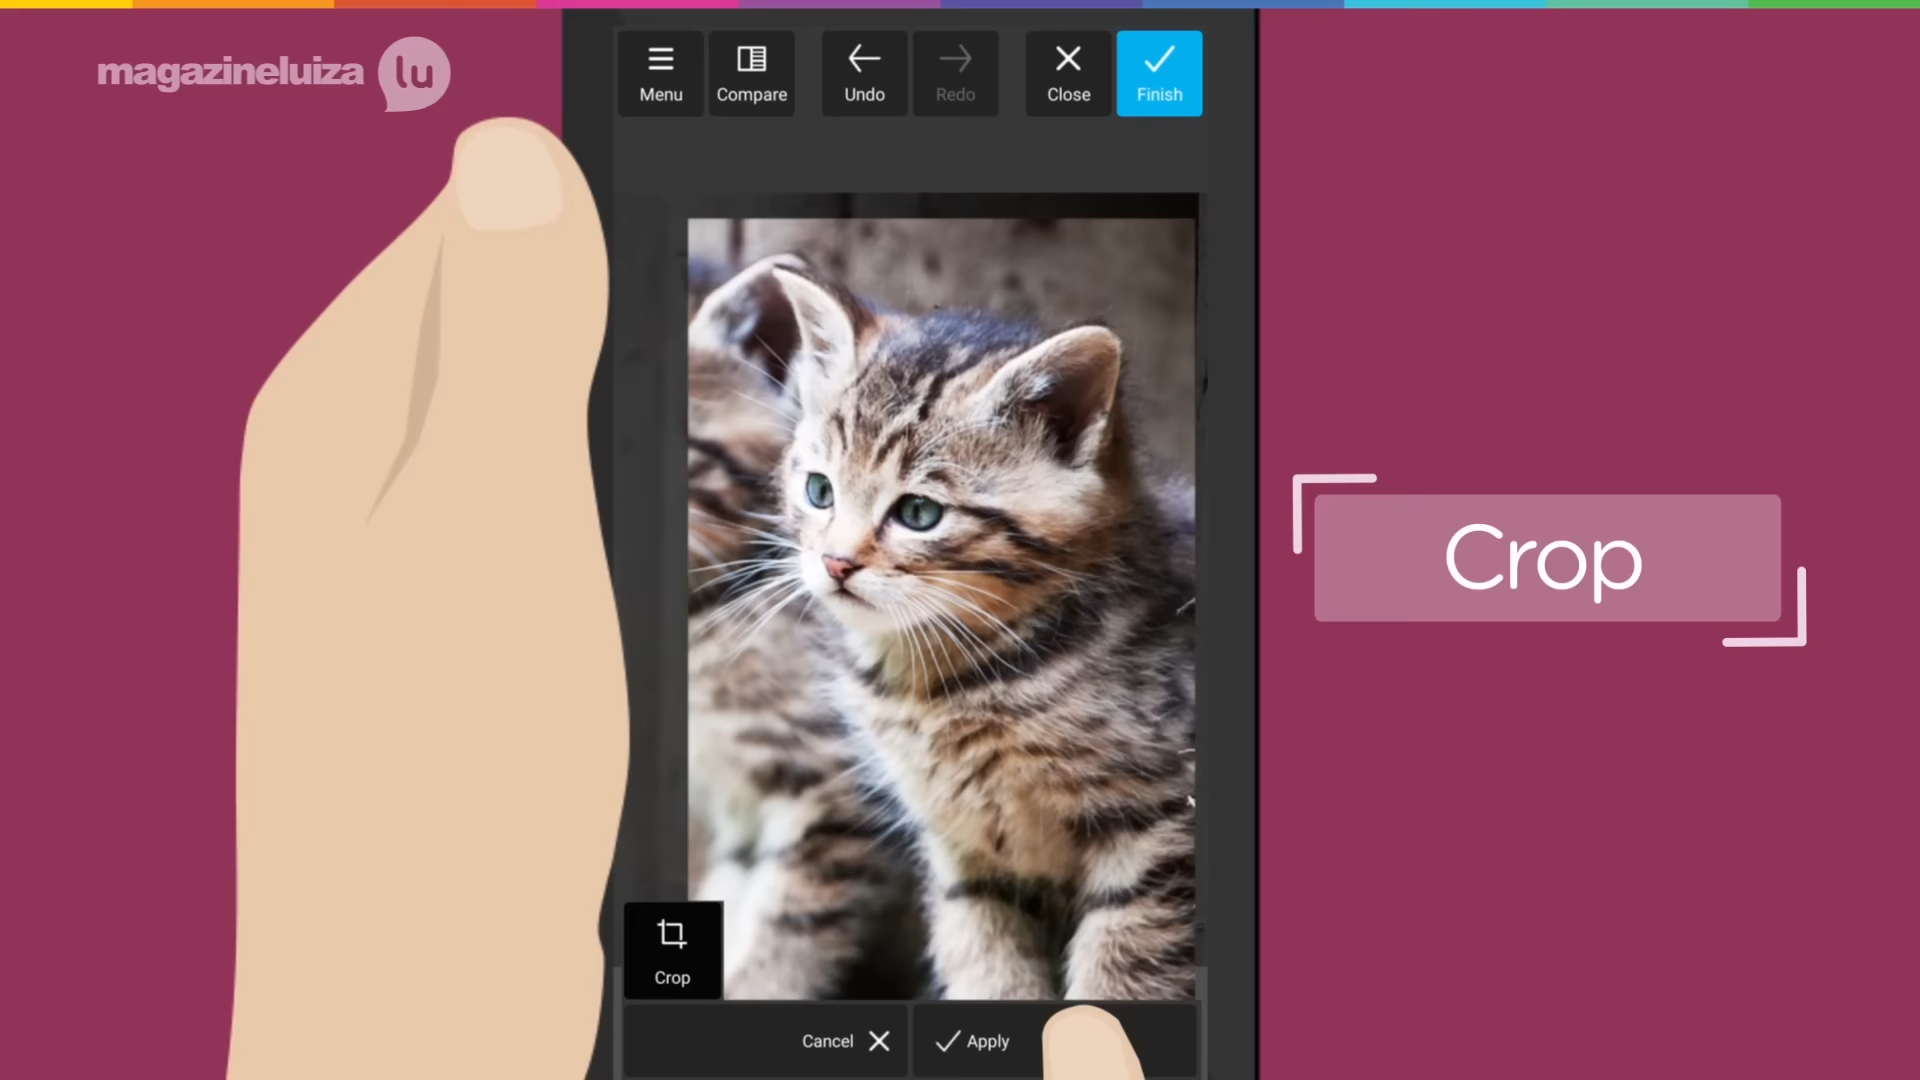 magazineluiza lu
Menu
Compare
Undo
Redo
Close
Finish
Crop
Crop
Cancel
Apply